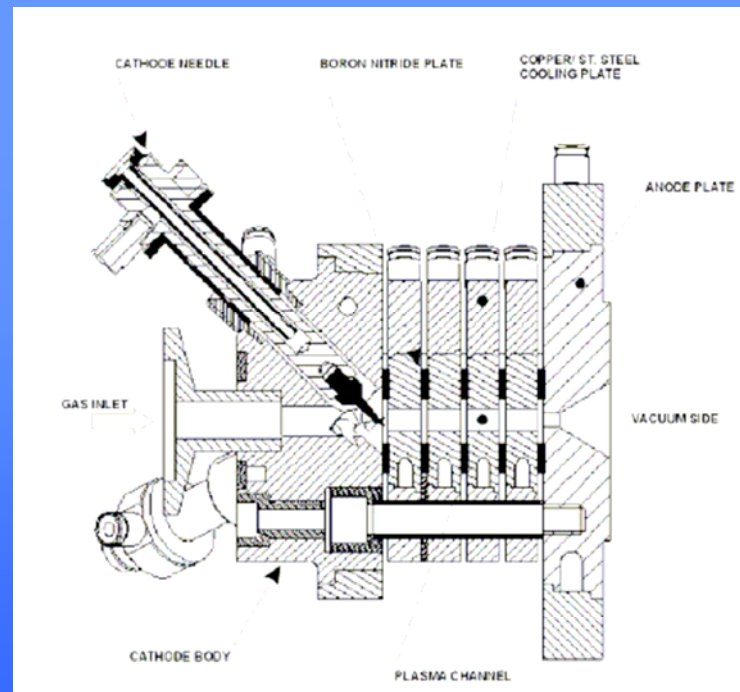 CATHODE NEEDLE
BORON NITRIDE PLATE
COPPER/ ST. STEEL
COOLING PLATE
ANODE PLATE
GAS INLET
VACUUM SIDE
CATHODE BODY
PLASMA CHANNEL